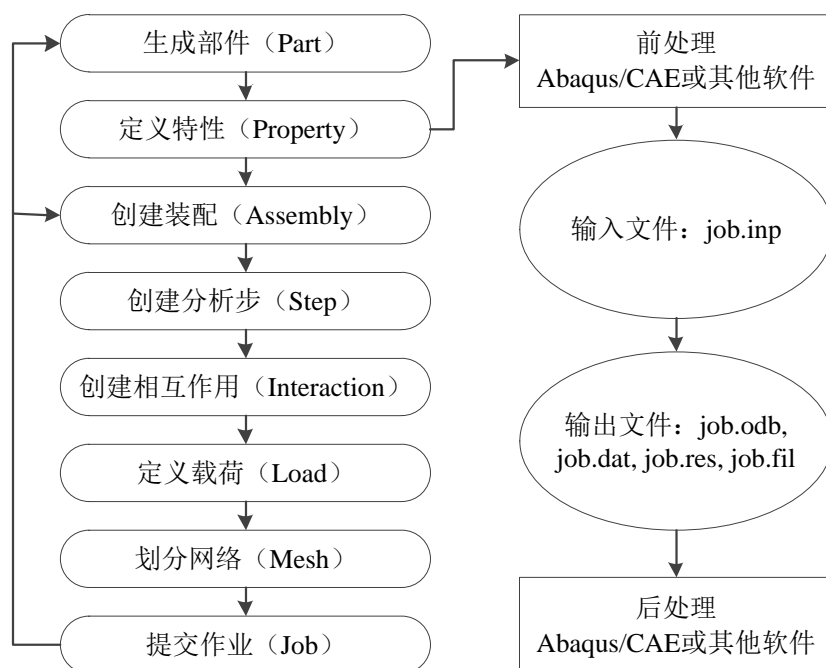 生成部件（Part）
定义特性（Property）
创建装配（Assembly）
创建分析步（Step）
创建相互作用（Interaction）
定义载荷（Load）
划分网络（Mesh）
提交作业（Job）
前处理
Abaqus/CAE或其他软件
输入文件：job.inp
输出文件：job.odb,
job.dat, job.res, job.fil
后处理
Abaqus/CAE或其他软件